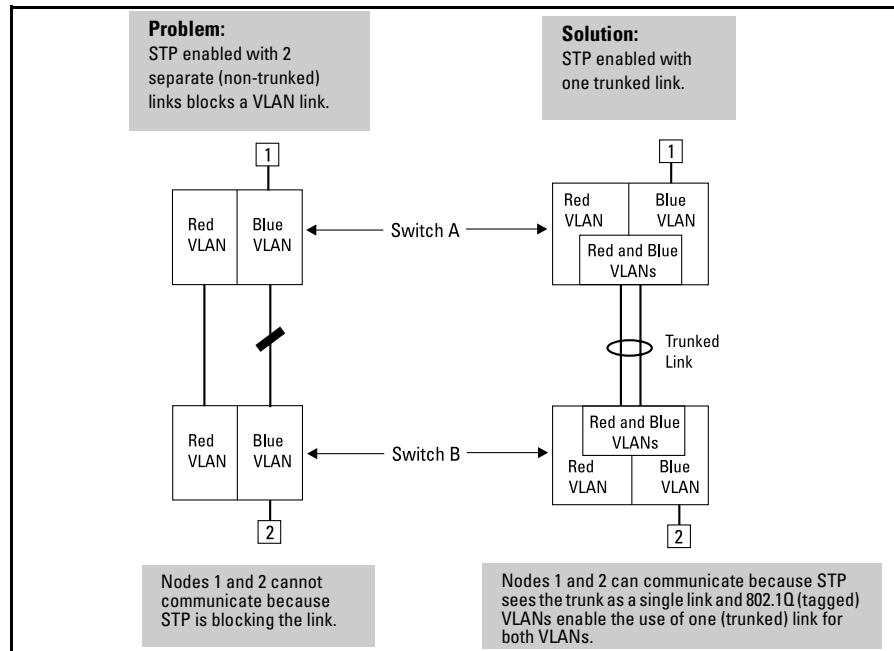 Problem:
STP enabled with 2
separate (non-trunked)
links blocks a VLAN link.
Solution:
STP enabled with
one trunked link.
1
1
Red
VLAN
Blue
VLAN
Switch A
Red
VLAN
Blue
VLAN
Red and Blue
VLANs
Trunked
Link
Red
VLAN
Blue
VLAN
Switch B
Red and Blue
VLANs
Red
VLAN
Blue
VLAN
2
2
Nodes 1 and 2 cannot
communicate because
STP is blocking the link.
Nodes 1 and 2 can communicate because STP
sees the trunk as a single link and 802.1Q (tagged)
VLANs enable the use of one (trunked) link for
both VLANs.